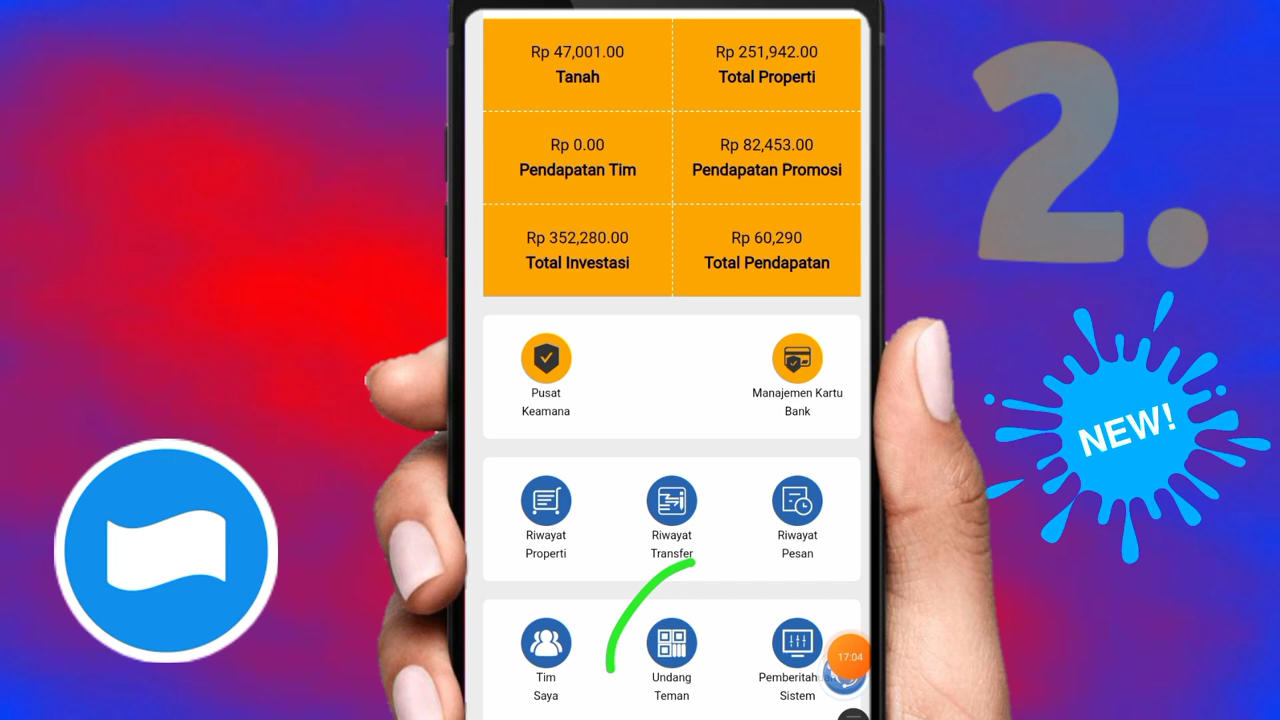 Rp 47,001.00
Tanah
Rp 251,942.00
Total Properti
Rp 0.00
Pendapatan Tim
Rp 82,453.00
Pendapatan Promosi
Rp 352,280.00
Total Investasi
Rp 60,290
Total Pendapatan
2.
NEW!
Pusat
Keamana
Manajemen Kartu
Bank
Riwayat
Properti
Riwayat
Transfer
Riwayat
Pesan
Tim
Saya
Undang
Teman
Sistem
17:04